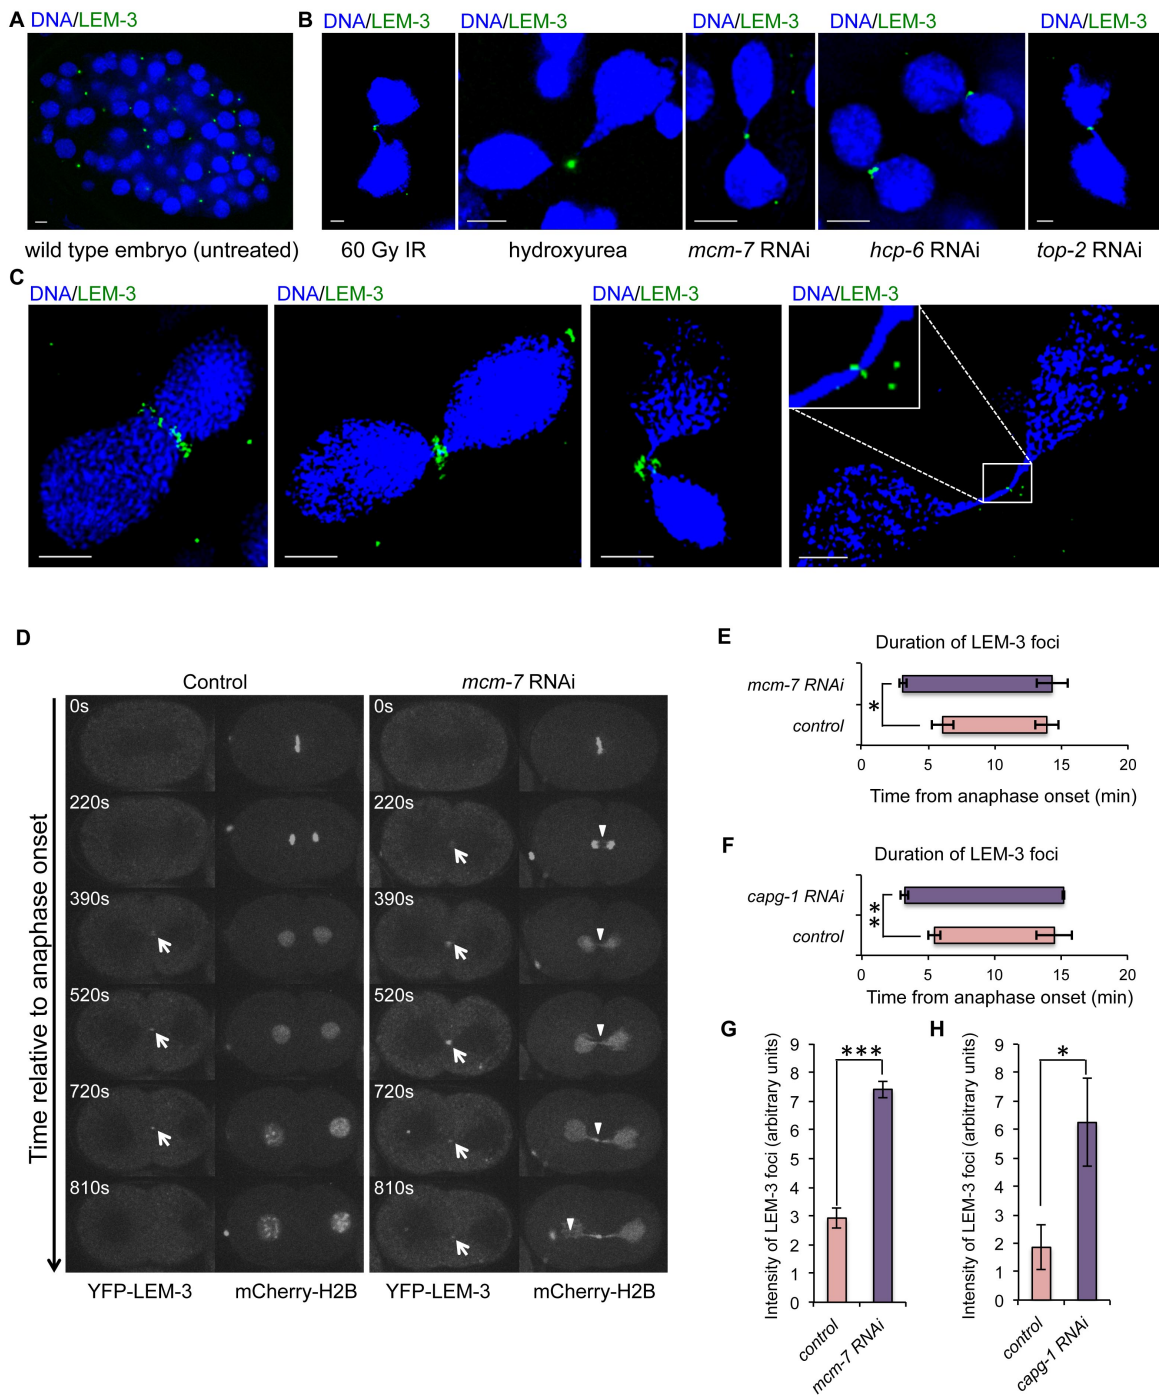 A DNA/LEM-3
B DNA/LEM-3 DNA/LEM-3 DNA/LEM-3 DNA/LEM-3 DNA/LEM-3
wild type embryo (untreated) 60 Gy IR hydroxyurea mcm-7 RNAi hcp-6 RNAi top-2 RNAi
C
DNA/LEM-3 DNA/LEM-3 DNA/LEM-3 DNA/LEM-3
D
Control mcm-7 RNAi
Time relative to anaphase onset
0s 0s
220s 220s
390s 390s
520s 520s
720s 720s
810s 810s
YFP-LEM-3 mCherry-H2B YFP-LEM-3 mCherry-H2B
E
Duration of LEM-3 foci
mcm-7 RNAi
*
control
0 5 10 15 20
Time from anaphase onset (min)
F
Duration of LEM-3 foci
capg-1 RNAi
**
control
0 5 10 15 20
Time from anaphase onset (min)
G
Intensity of LEM-3 foci (arbitrary units)
9
8
7
6
5
4
3
2
1
0
***
control
mcm-7 RNAi
H
Intensity of LEM-3 foci (arbitrary units)
9
8
7
6
5
4
3
2
1
0
*
control
capg-1 RNAi